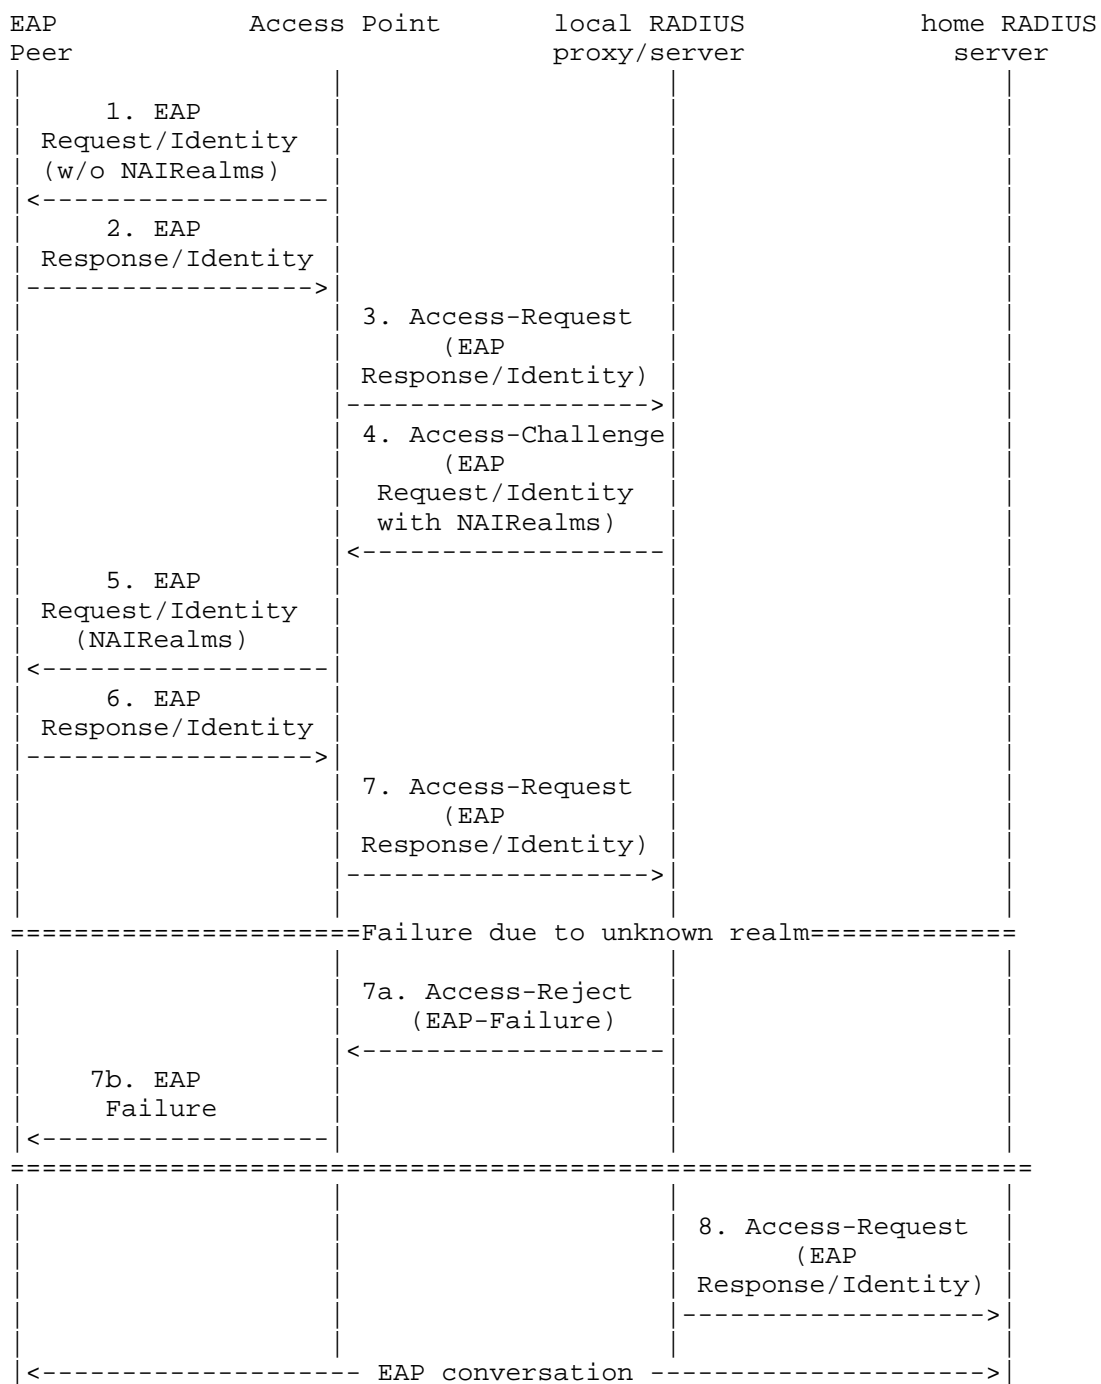 EAP Access Point local RADIUS home RADIUS
Peer proxy/server server
1. EAP
Request/Identity
(w/o NAIRealms)
2. EAP
Response/Identity
3. Access-Request
(EAP
Response/Identity)
4. Access-Challenge
(EAP
Request/Identity
with NAIRealms)
5. EAP
Request/Identity
(NAIRealms)
6. EAP
Response/Identity
7. Access-Request
(EAP
Response/Identity)
Failure due to unknown realm
7a. Access-Reject
(EAP-Failure)
7b. EAP
Failure
8. Access-Request
(EAP
Response/Identity)
EAP conversation